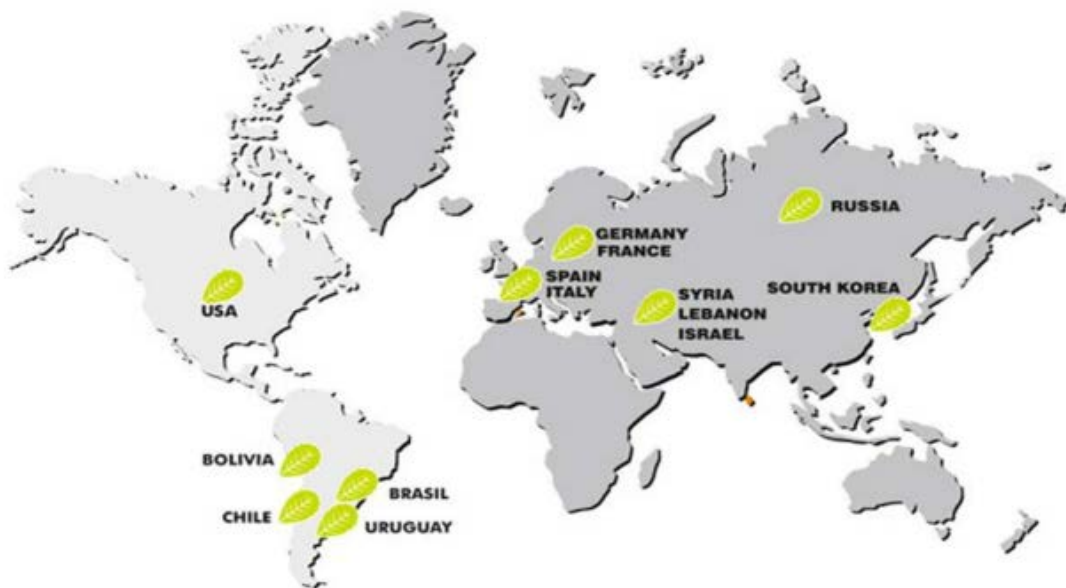 RUSSIA
GERMANY
FRANCE
SPAIN
ITALY
SOUTH KOREA
SYRIA
LEBANON
ISRAEL
USA
BOLIVIA
BRASIL
CHILE
URUGUAY